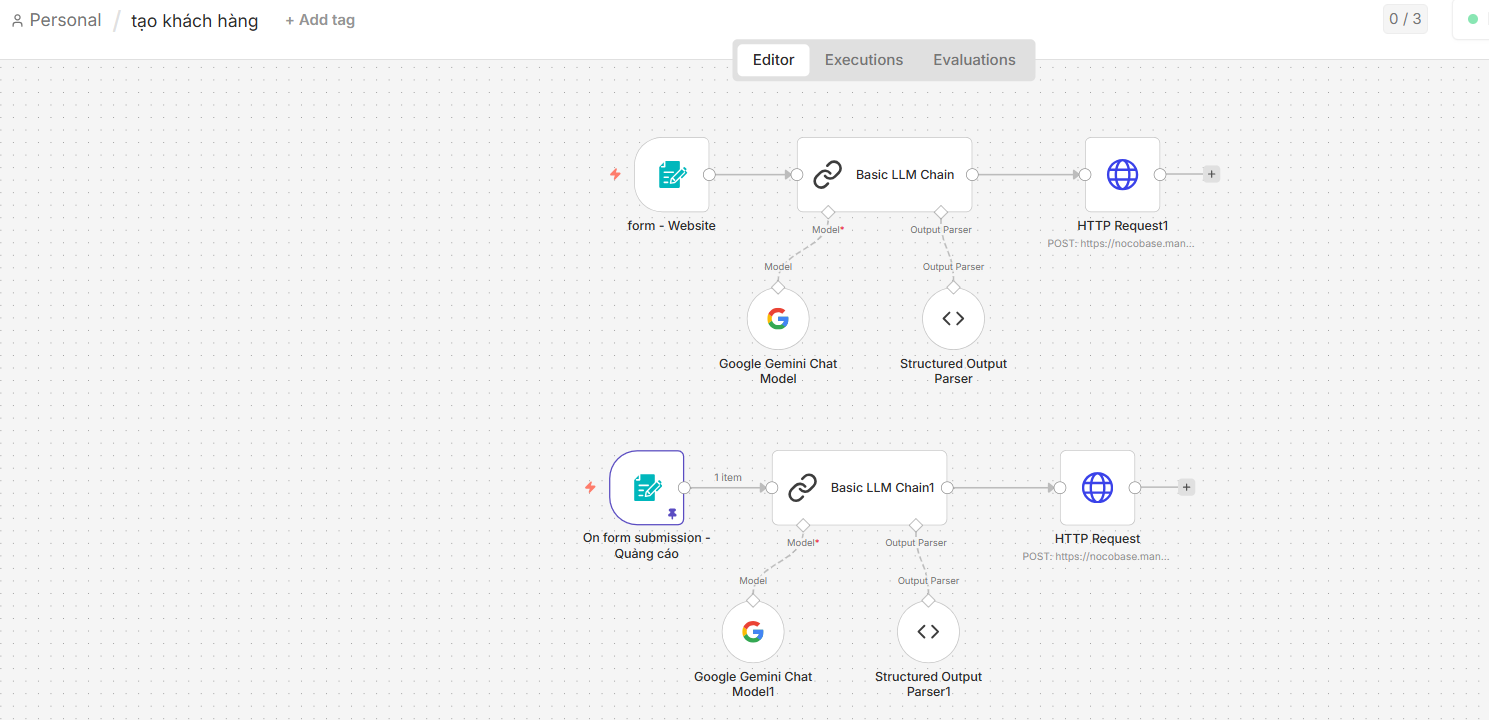 Personal / tạo khách hàng + Add tag
0 / 3
Editor Executions Evaluations
Basic LLM Chain
form - Website
HTTP Request1
Model*
Output Parser
POST: https://nocobase.man...
Model
Output Parser
Google Gemini Chat
Model
Structured Output
Parser
1 item
Basic LLM Chain1
On form submission -
Quảng cáo
HTTP Request
Model*
Output Parser
POST: https://nocobase.man...
Model
Output Parser
Google Gemini Chat
Model1
Structured Output
Parser1